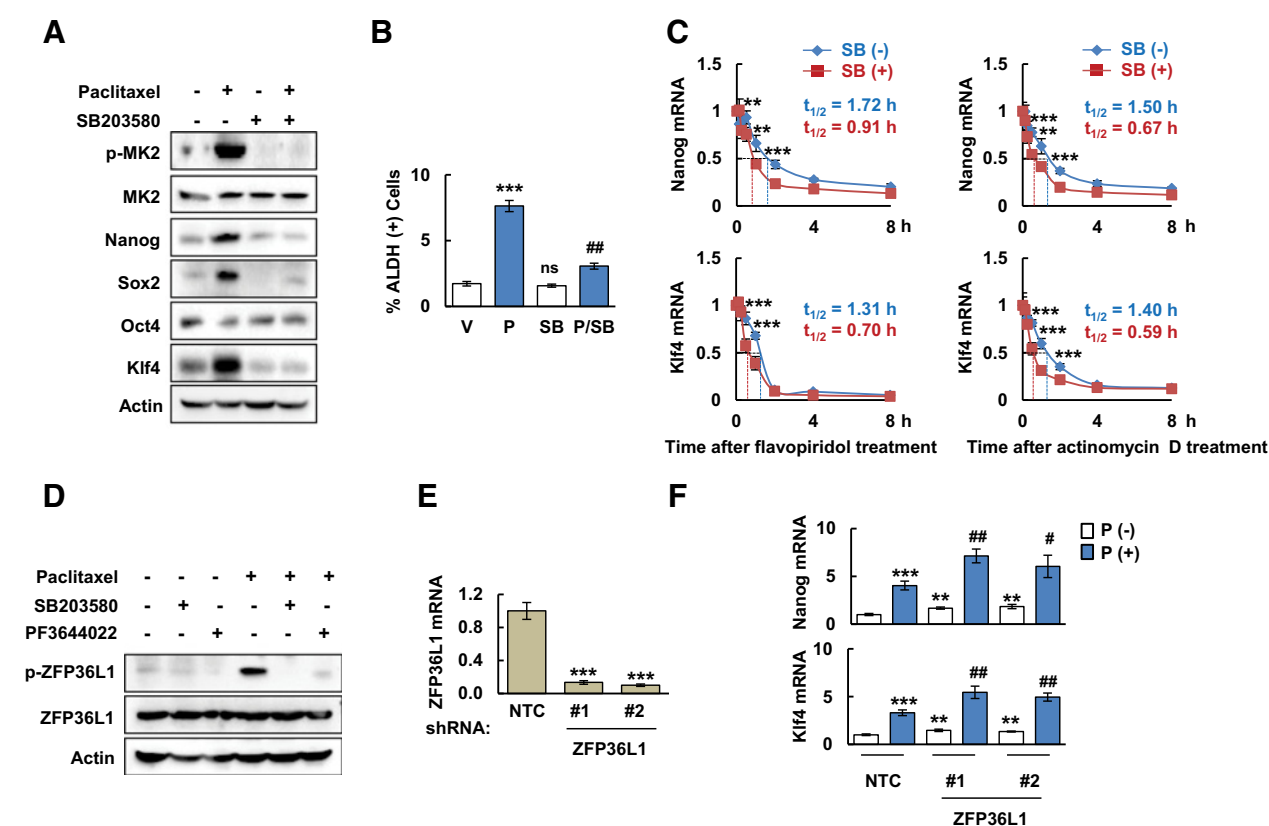 A
Paclitaxel - + - +
SB203580 - - + +
p-MK2
MK2
Nanog
Sox2
Oct4
Klf4
Actin
B
% ALDH (+) Cells
10
5
0
***
ns
##
V P SB P/SB
C
SB (-)
SB (+)
Nanog mRNA
1.5
1
0.5
0
**
**
***
t1/2 = 1.72 h
t1/2 = 0.91 h
0 4 8 h
SB (-)
SB (+)
Nanog mRNA
1.5
1
0.5
0
***
**
***
t1/2 = 1.50 h
t1/2 = 0.67 h
0 4 8 h
Klf4 mRNA
1.5
1
0.5
0
***
***
t1/2 = 1.31 h
t1/2 = 0.70 h
0 4 8 h
Time after flavopiridol treatment
Klf4 mRNA
1.5
1
0.5
0
***
***
***
t1/2 = 1.40 h
t1/2 = 0.59 h
0 4 8 h
Time after actinomycin D treatment
D
Paclitaxel - - - + + +
SB203580 - + - - + -
PF3644022 - - + - - +
p-ZFP36L1
ZFP36L1
Actin
E
ZFP36L1 mRNA
1.2
0.8
0.4
0.0
***
***
NTC #1 #2
shRNA:
ZFP36L1
F
P (-)
P (+)
Nanog mRNA
10
5
0
***
**
##
**
#
Klf4 mRNA
10
5
0
***
**
##
**
##
NTC #1 #2
ZFP36L1